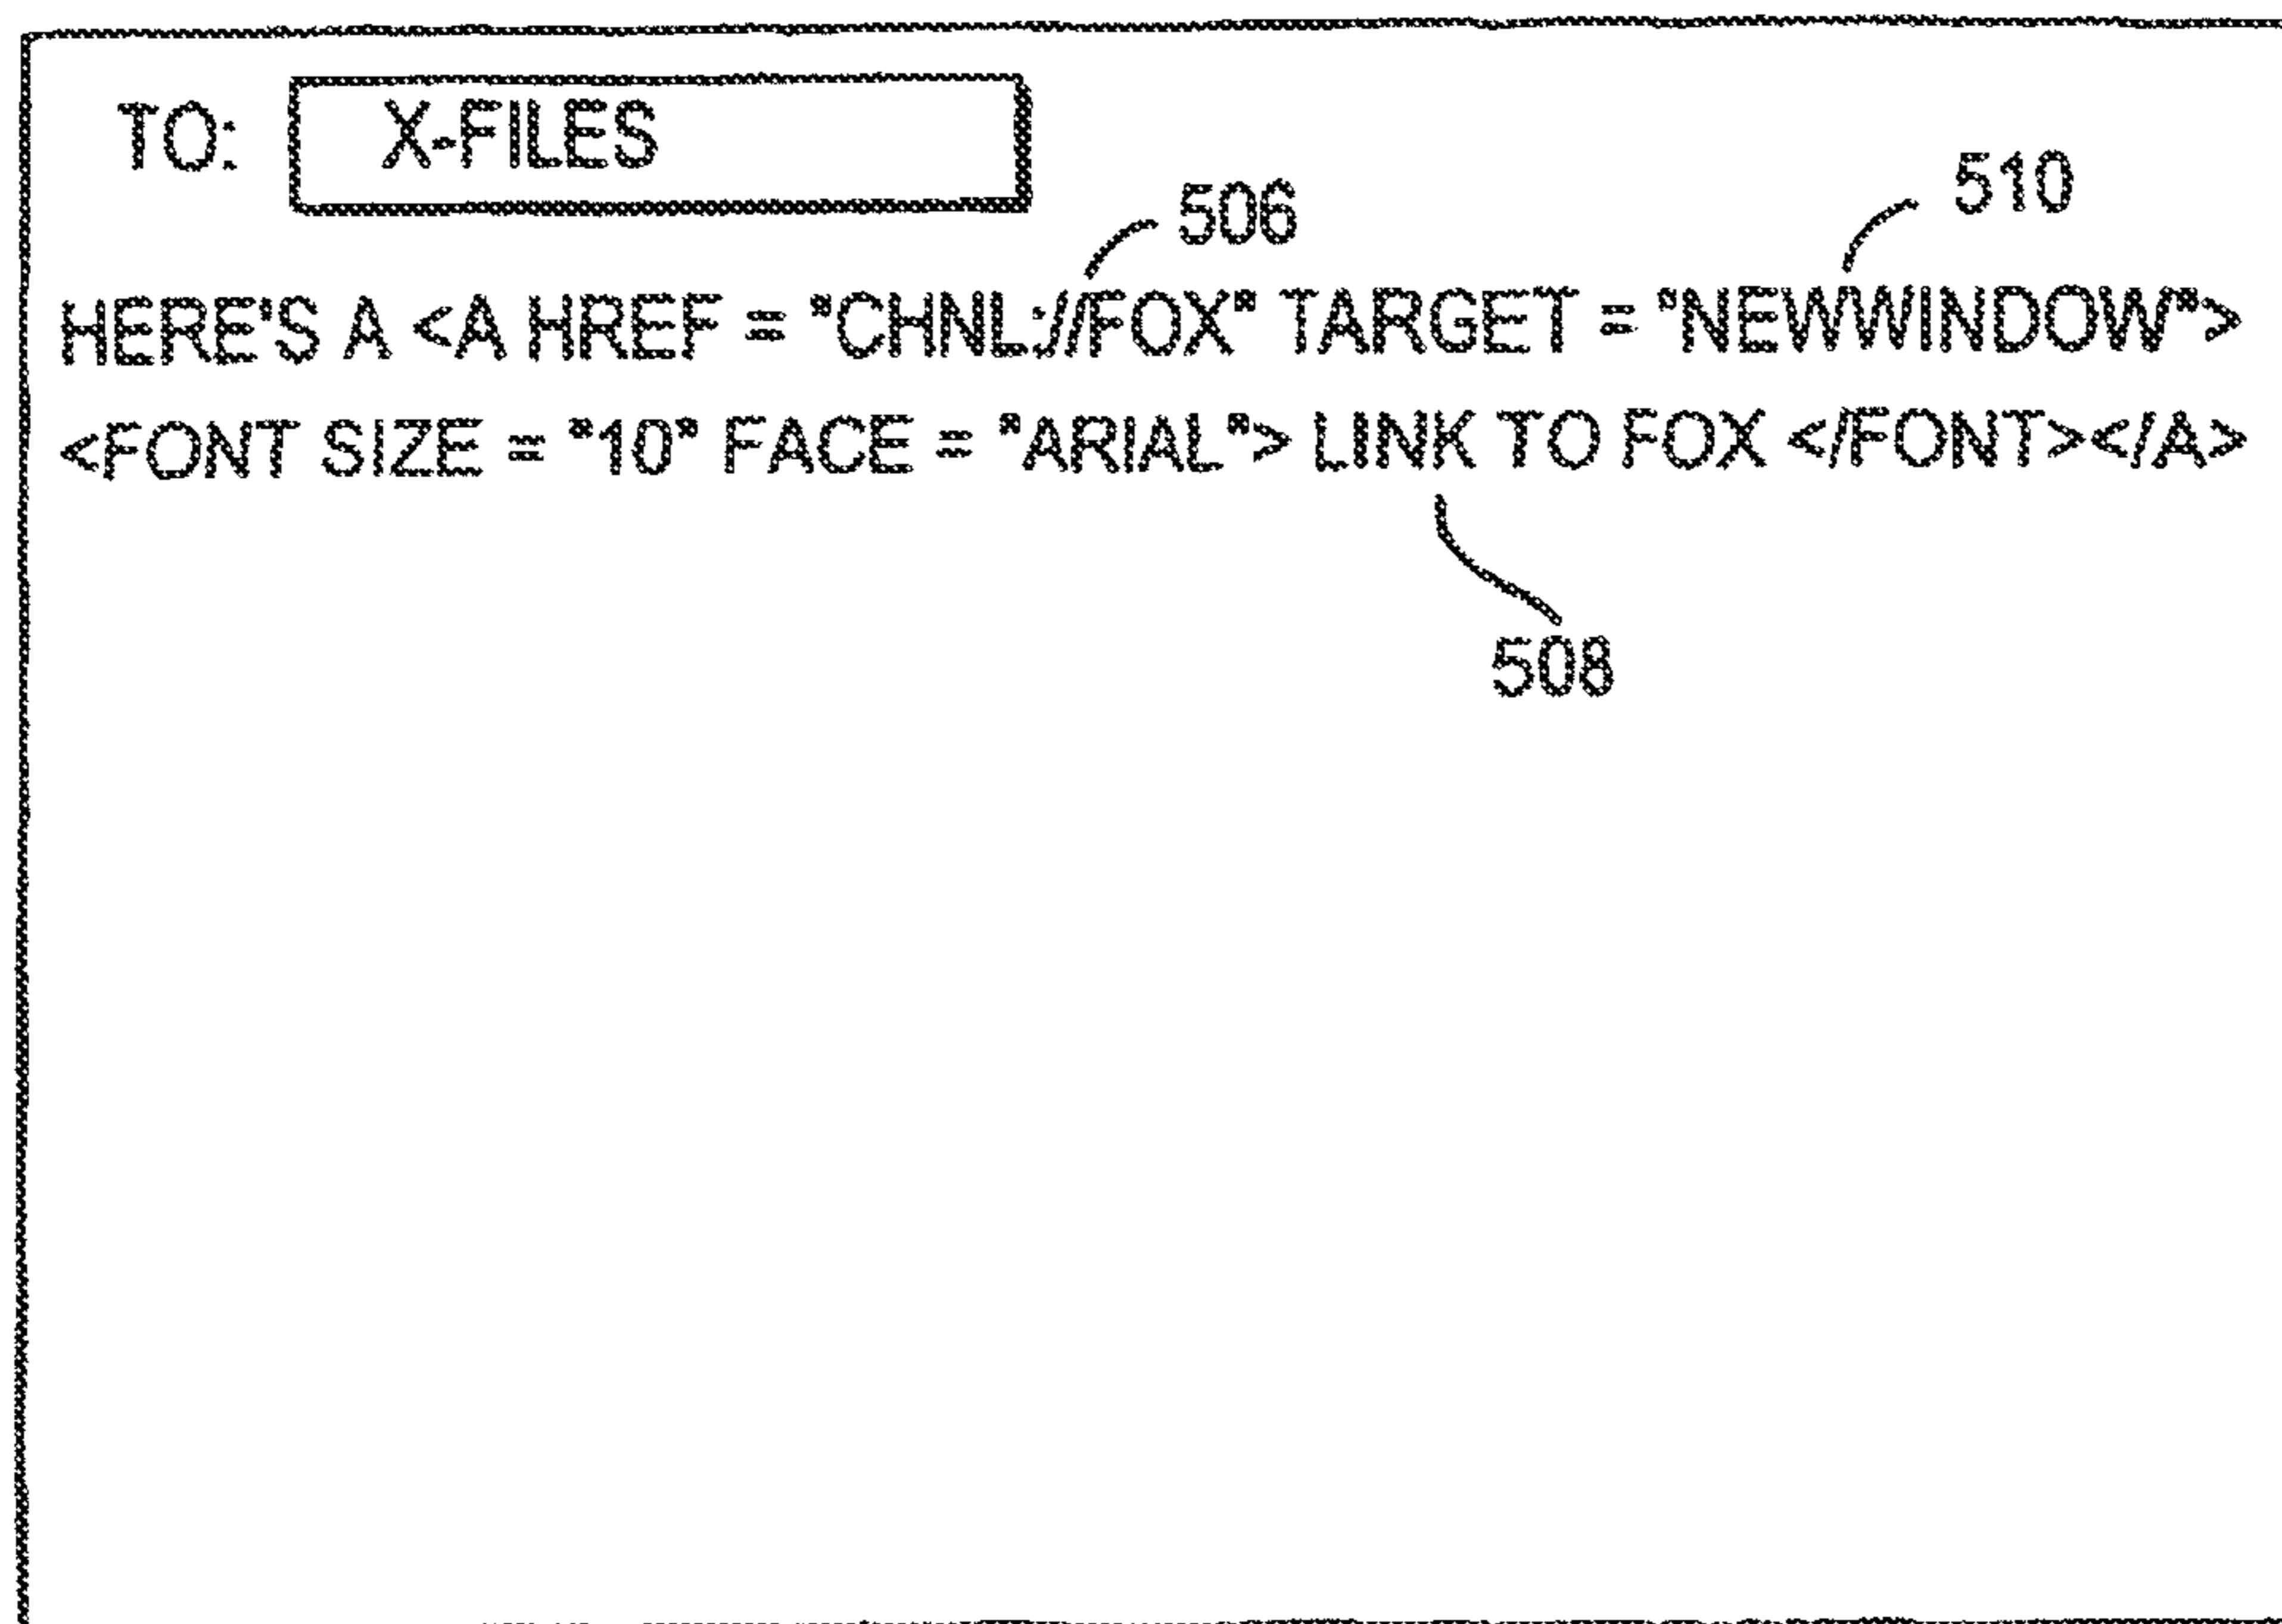 TO: X-FILES
506
510
HERE'S A <A HREF = "CHNL://FOX" TARGET = "NEWWINDOW">
<FONT SIZE = "10" FACE = "ARIAL"> LINK TO FOX </FONT></A>
508